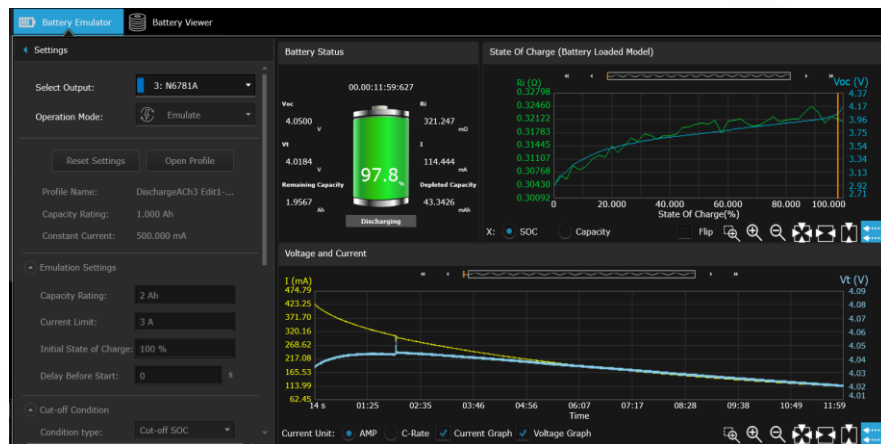 Battery Emulator
Battery Viewer
Settings
Select Output:
3: N6781A
Operation Mode:
Emulate
Reset Settings
Open Profile
Profile Name:
DischargeACh3 Edit1-...
Capacity Rating:
1.000 Ah
Constant Current:
500.000 mA
Emulation Settings
Capacity Rating:
2 Ah
Current Limit:
3 A
Initial State of Charge:
100 %
Delay Before Start:
0
s
Cut-off Condition
Condition type:
Cut-off SOC
Battery Status
00.00:11:59:627
Voc
4.0500
V
Ri
321.247
mΩ
Vt
4.0184
V
I
114.444
mA
97.8
%
Remaining Capacity
1.9567
Ah
Depleted Capacity
43.3426
mAh
Discharging
State Of Charge (Battery Loaded Model)
Ri (Ω)
Voc (V)
0.32798
0.32460
0.32122
0.31783
0.31445
0.31107
0.30768
0.30430
0.30092
4.37
4.17
3.96
3.75
3.54
3.34
3.13
2.92
2.71
0
20.000
40.000
60.000
80.000
100.000
State Of Charge(%)
X:
SOC
Capacity
Flip
Voltage and Current
I (mA)
Vt (V)
474.79
423.25
371.70
320.16
268.62
217.08
165.53
113.99
62.45
4.09
4.08
4.07
4.06
4.05
4.04
4.03
4.02
4.01
14 s
01:25
02:35
03:46
04:56
06:07
07:17
08:28
09:38
10:49
11:59
Time
Current Unit:
AMP
C-Rate
Current Graph
Voltage Graph